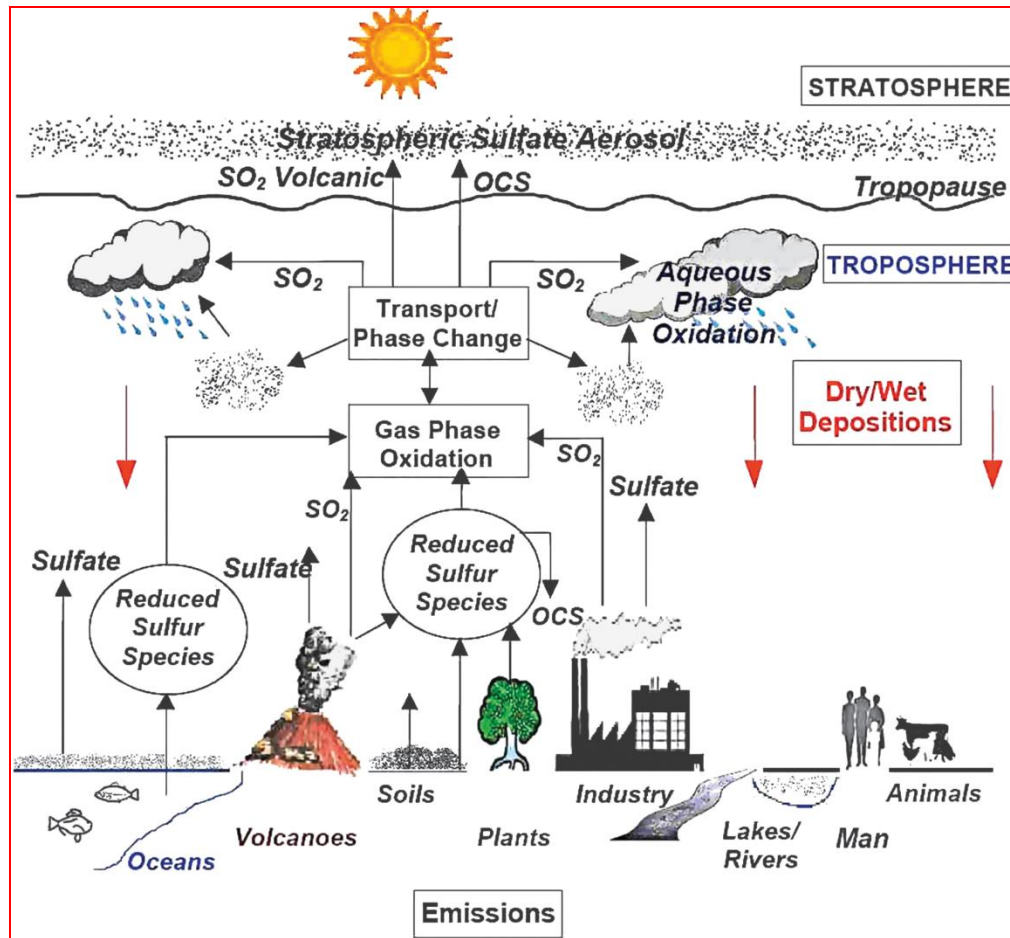 STRATOSPHERE
Stratospheric Sulfate Aerosol
SO2 Volcanic
OCS
Tropopause
TROPOSPHERE
SO2
SO2
Aqueous
Phase
Oxidation
Transport/
Phase Change
Dry/Wet
Depositions
Gas Phase
Oxidation
SO2
Sulfate
SO2
Sulfate
Reduced
Sulfur
Species
Sulfate
Reduced
Sulfur
Species
OCS
Soils
Industry
Animals
Volcanoes
Plants
Lakes/
Rivers
Man
Oceans
Emissions